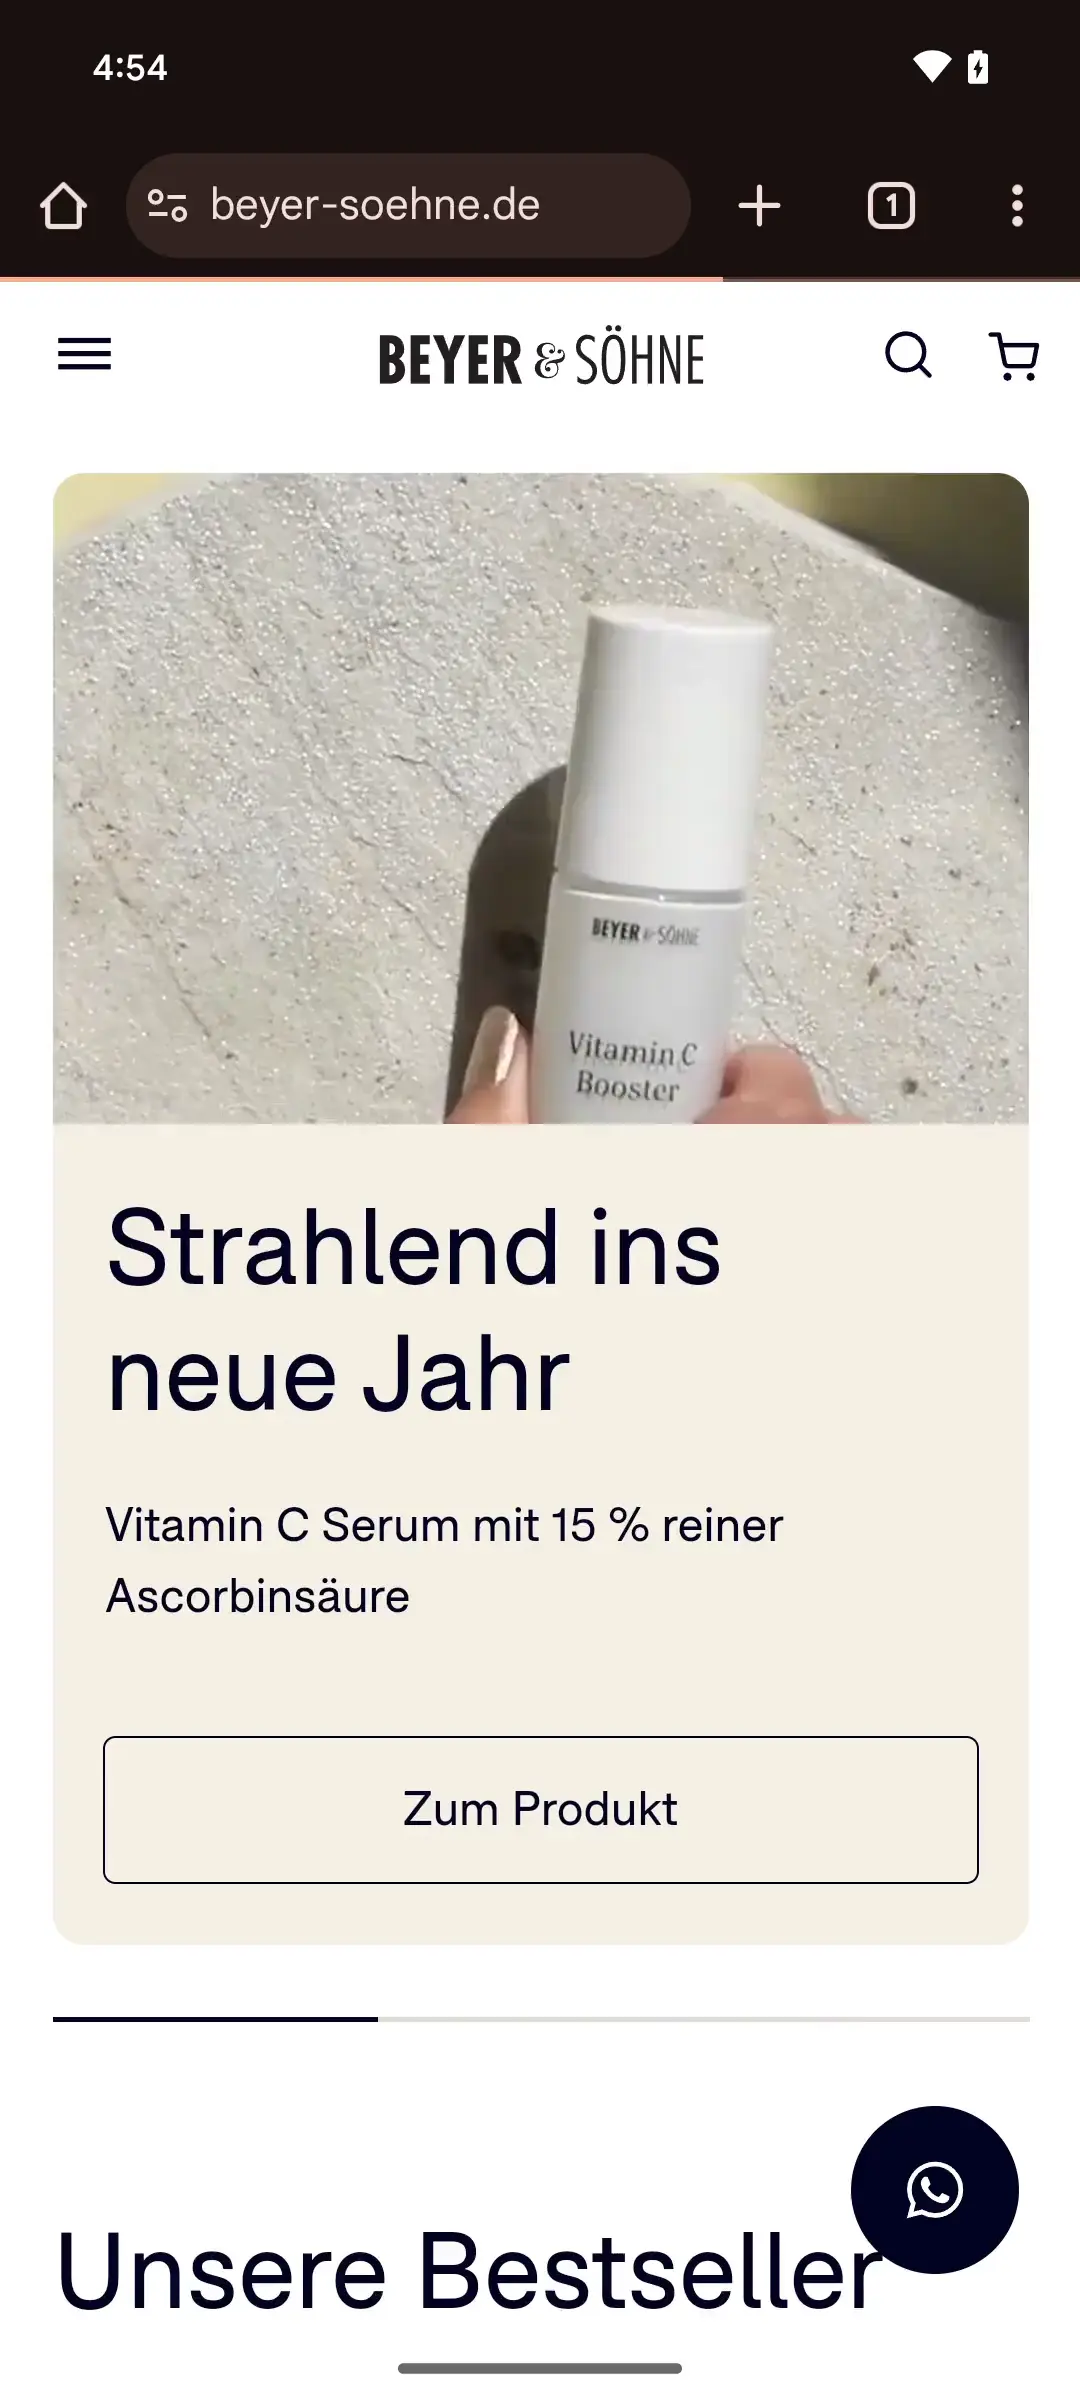 4:54
beyer-soehne.de
1
BEYER & SÖHNE
BEYER & SÖHNE
Vitamin C
Booster
Strahlend ins
neue Jahr
Vitamin C Serum mit 15 % reiner
Ascorbinsäure
Zum Produkt
Unsere Bestseller